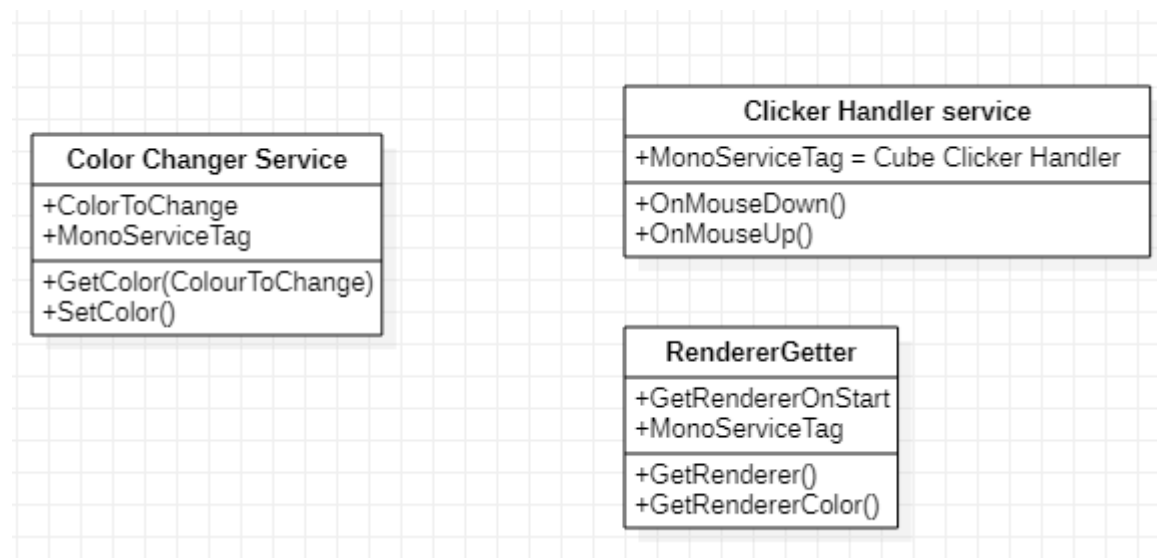 Color Changer Service
+ColorToChange
+MonoServiceTag
+GetColor(ColourToChange)
+SetColor()
Clicker Handler service
+MonoServiceTag = Cube Clicker Handler
+OnMouseDown()
+OnMouseUp()
RendererGetter
+GetRendererOnStart
+MonoServiceTag
+GetRenderer()
+GetRendererColor()